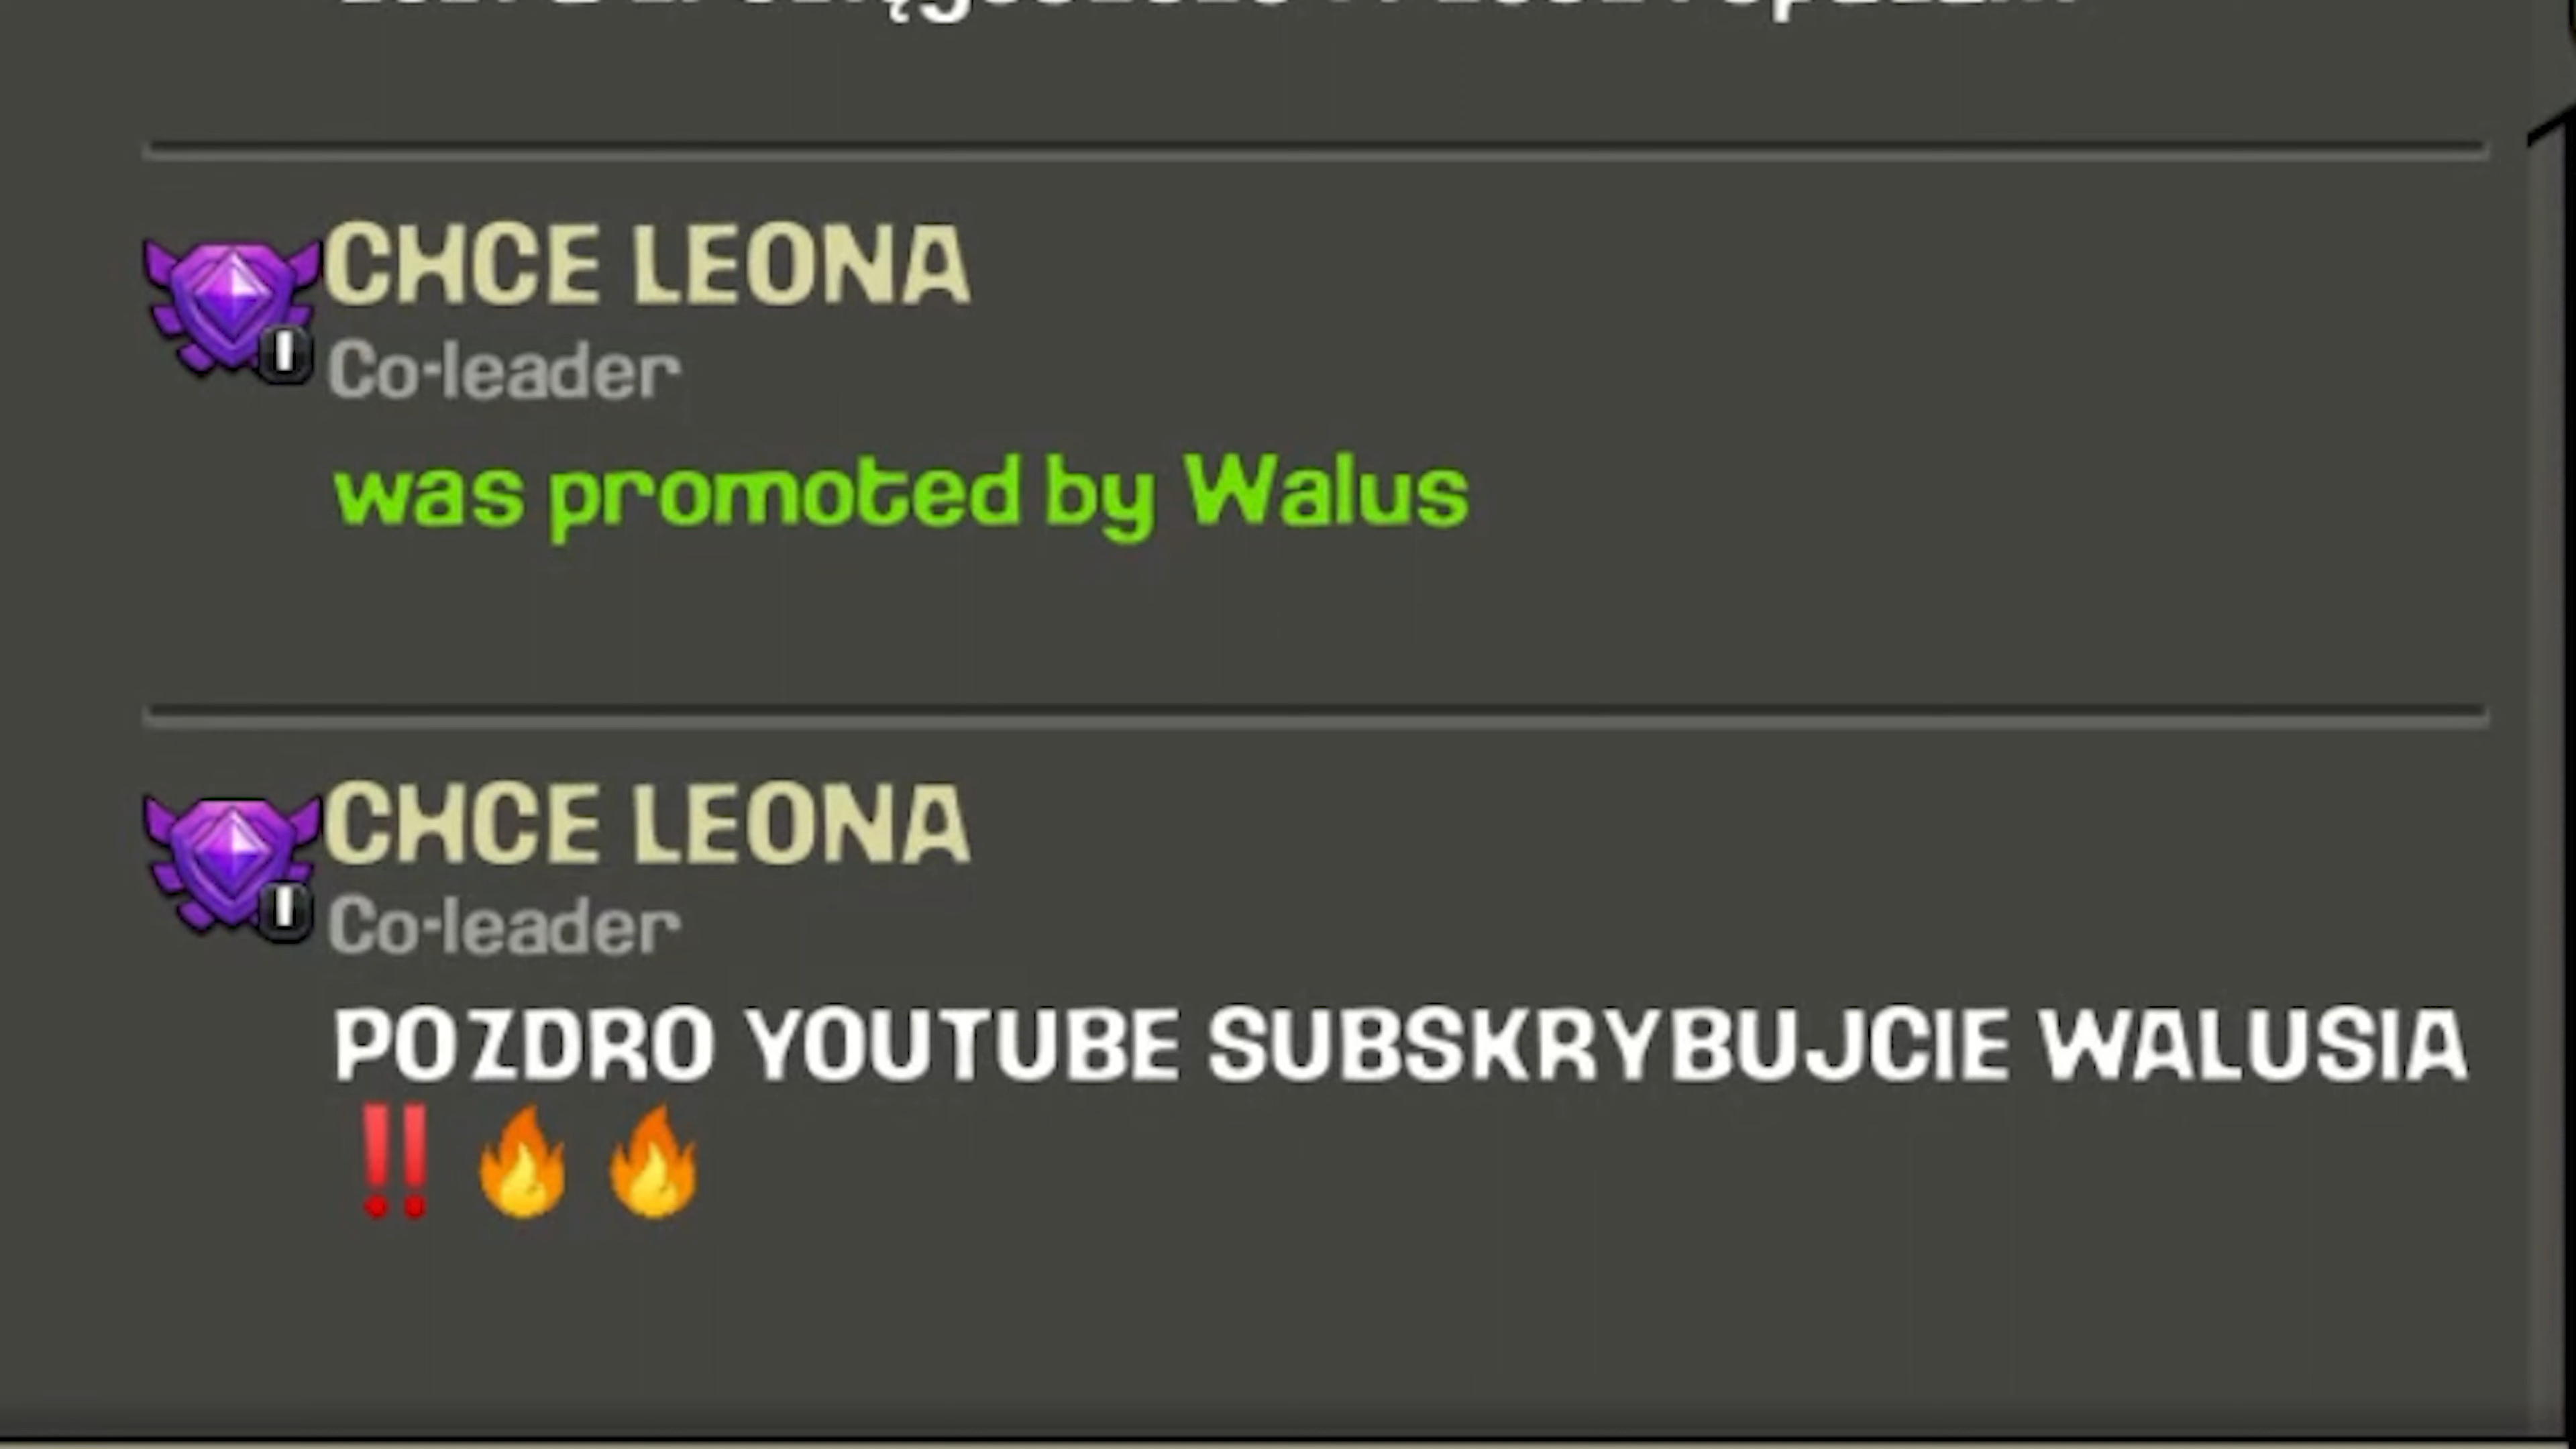 CHCE LEONA
Co-leader
was promoted by Walus
CHCE LEONA
Co-leader
POZDRO YOUTUBE SUBSKRYBUJCIE WALUSIA
‼️🔥🔥